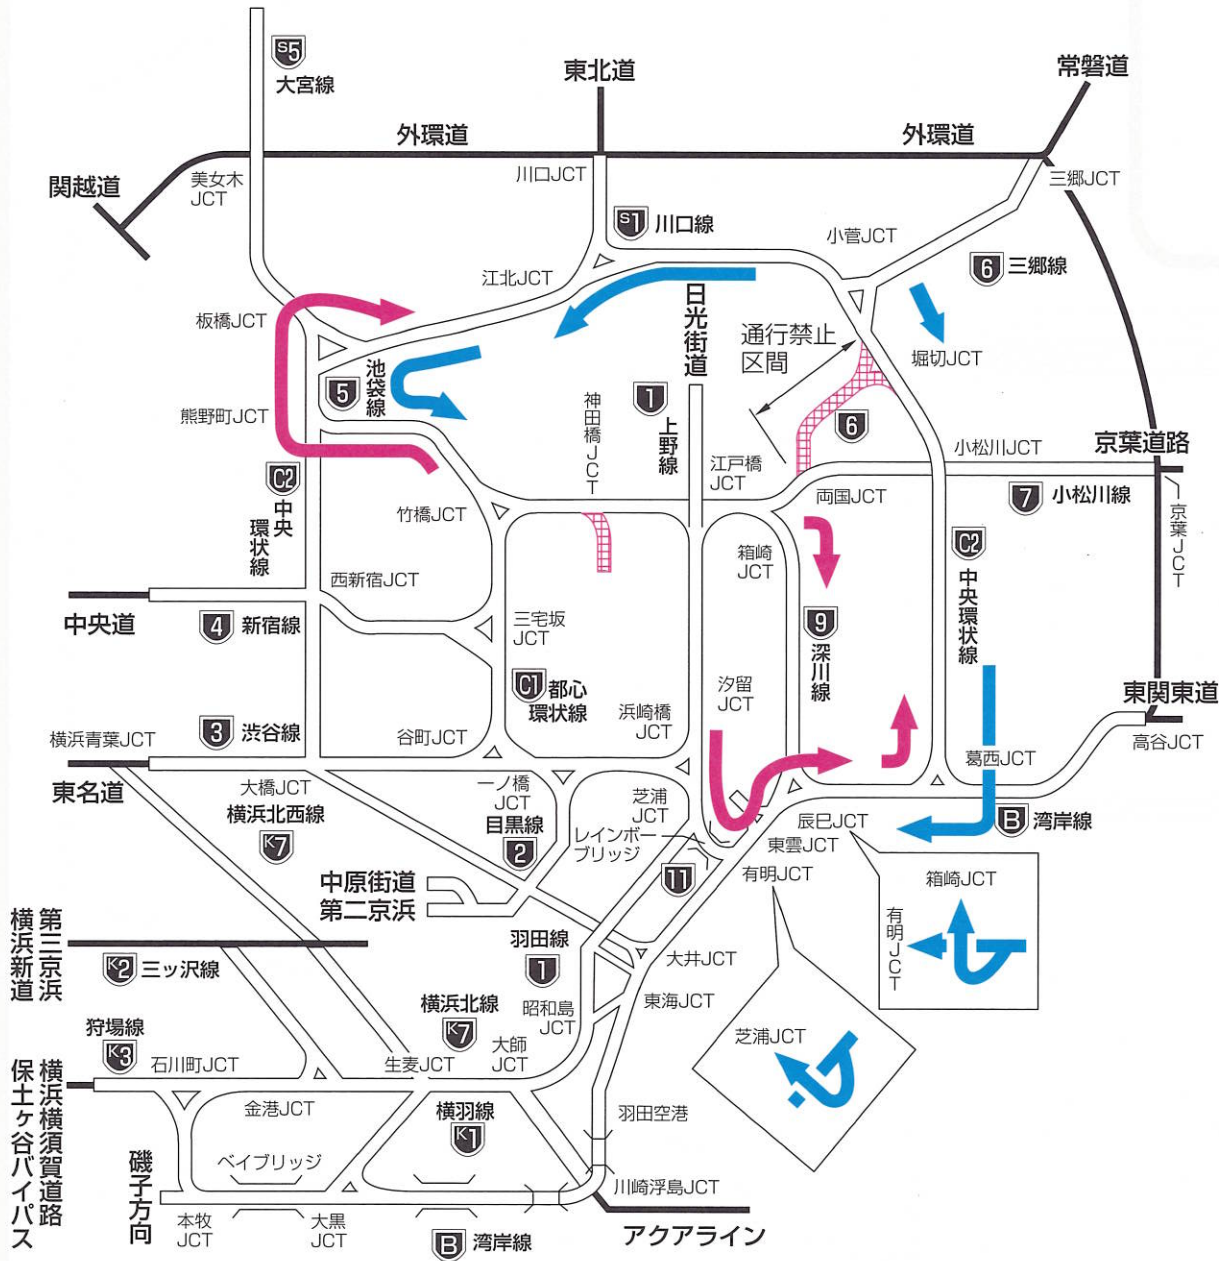 S5
大宮線
東北道
常磐道
外環道
外環道
関越道
美女木
JCT
川口JCT
三郷JCT
S1
川口線
小菅JCT
6
三郷線
江北JCT
板橋JCT
日光街道
通行禁止
区間
堀切JCT
5
池袋線
熊野町JCT
神田橋JCT
1
上野線
6
C2
中央
環状線
竹橋JCT
江戸橋
JCT
両国JCT
小松川JCT
京葉道路
7
小松川線
京葉JCT
西新宿JCT
箱崎
JCT
C2
中央環状線
中央道
4
新宿線
三宅坂
JCT
9
深川線
C1
都心
環状線
汐留
JCT
東関東道
3
渋谷線
浜崎橋
JCT
横浜青葉JCT
谷町JCT
高谷JCT
葛西JCT
東名道
大橋JCT
一ノ橋
JCT
芝浦
JCT
横浜北西線
K7
目黒線
2
レインボー
ブリッジ
辰巳JCT
B
湾岸線
東雲JCT
11
有明JCT
中原街道
第二京浜
箱崎JCT
有明JCT
第三京浜
横浜新道
K2
三ッ沢線
羽田線
1
大井JCT
横浜北線
K7
昭和島
JCT
東海JCT
狩場線
K3
芝浦JCT
石川町JCT
生麦JCT
大師
JCT
横浜横須賀道路
保土ヶ谷バイパス
金港JCT
横羽線
K1
羽田空港
磯子方向
ベイブリッジ
川崎浮島JCT
本牧
JCT
大黒
JCT
B
湾岸線
アクアライン